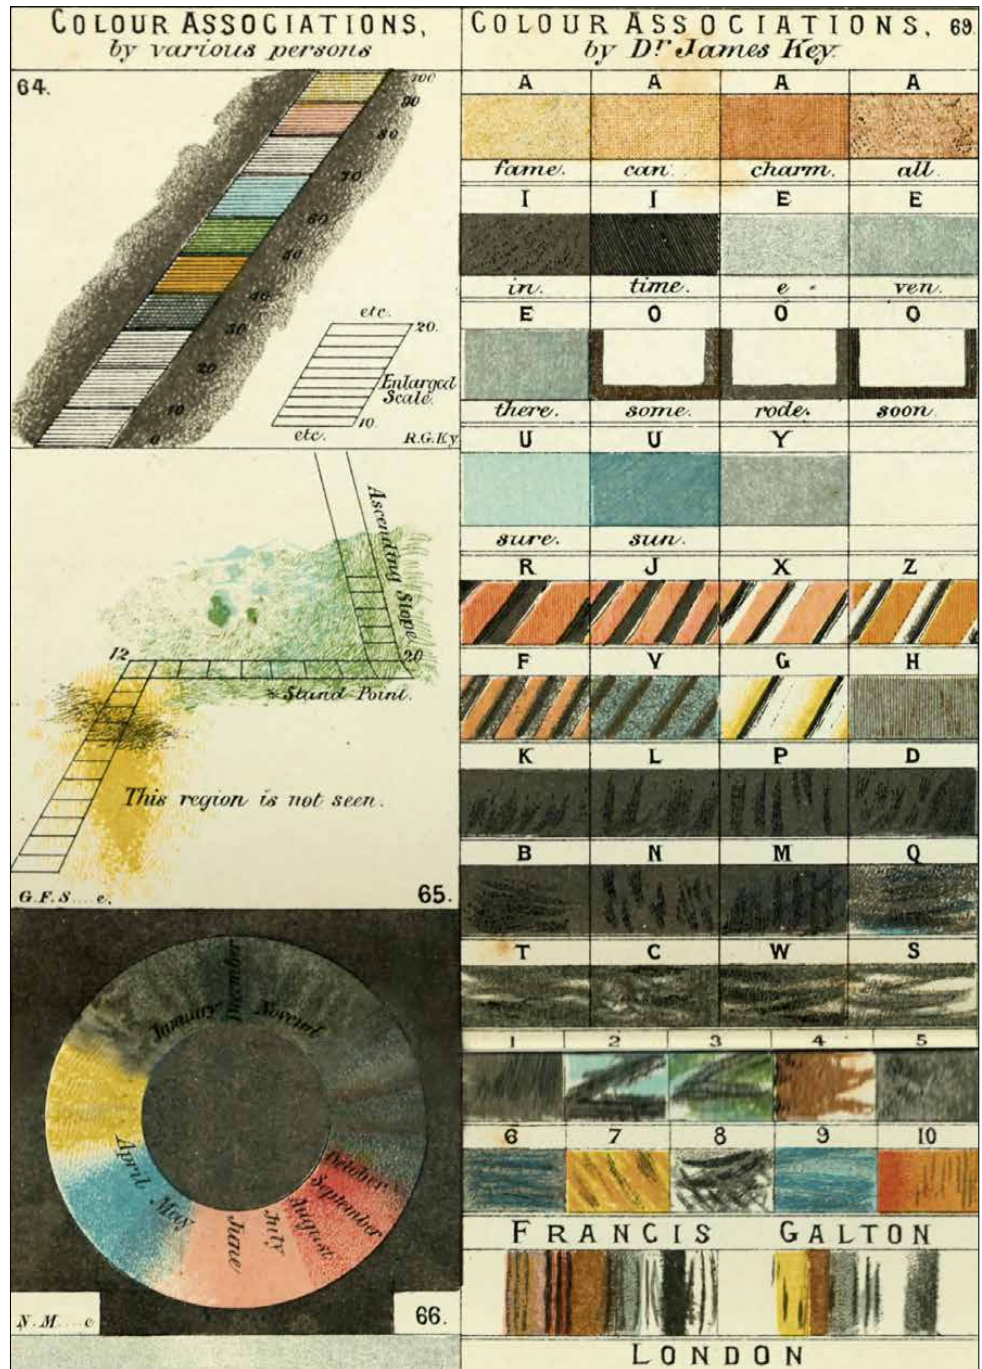 COLOUR ASSOCIATIONS,
by various persons
64.
100
90
80
70
60
50
40
30
20
10
0
etc.
20.
Enlarged
Scale.
10.
etc.
R.G.Ky
Ascending Slope
12
20
Stand Point.
This region is not seen.
G.F.S....e.
65.
January
December
Novemt
October
September
August
July
June
May
April
N.M....e
66.
COLOUR ASSOCIATIONS. 69.
by Dr James Key.
A A A A
fame. can. charm. all
I I E E
in. time. e - ven.
E O O O
there. some. rode. soon
U U Y
sure. sun.
R J X Z
F V G H
K L P D
B N M Q
T C W S
1 2 3 4 5
6 7 8 9 10
FRANCIS GALTON
LONDON